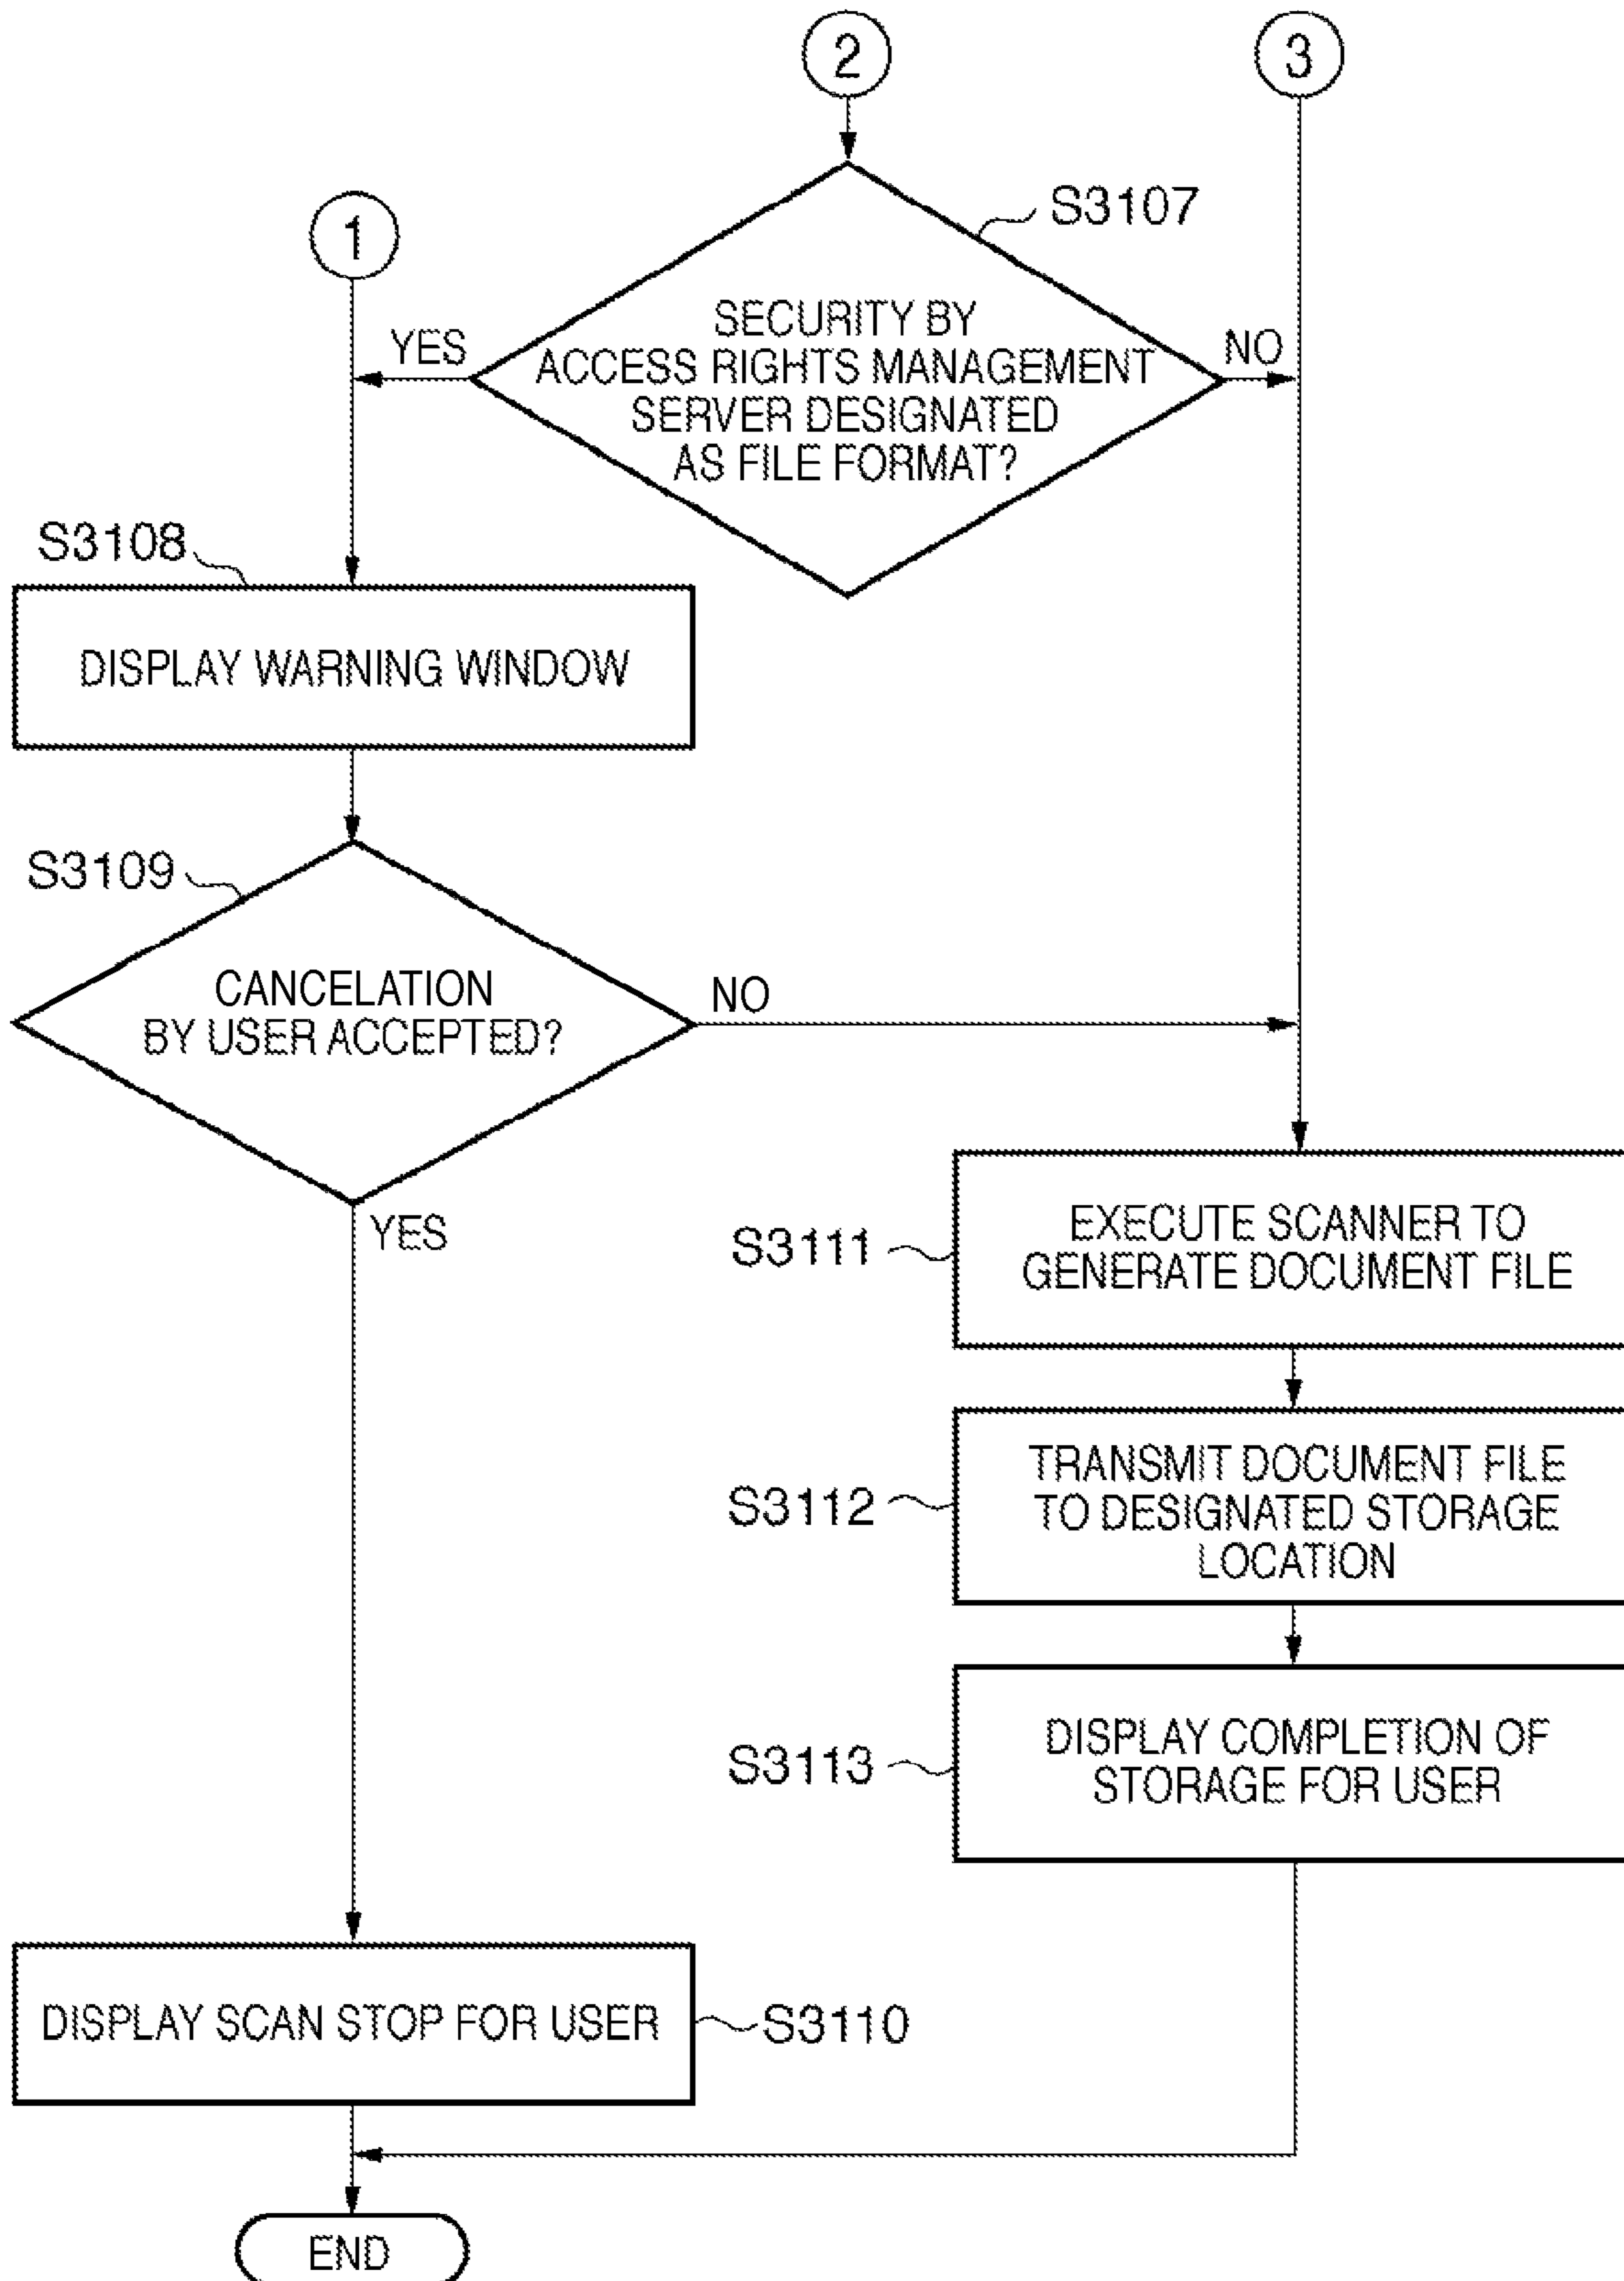 2
3
1
S3107
SECURITY BY
ACCESS RIGHTS MANAGEMENT
SERVER DESIGNATED
AS FILE FORMAT?
YES
NO
S3108
DISPLAY WARNING WINDOW
S3109
CANCELATION
BY USER ACCEPTED?
NO
YES
S3111
EXECUTE SCANNER TO
GENERATE DOCUMENT FILE
S3112
TRANSMIT DOCUMENT FILE
TO DESIGNATED STORAGE
LOCATION
S3113
DISPLAY COMPLETION OF
STORAGE FOR USER
DISPLAY SCAN STOP FOR USER
S3110
END